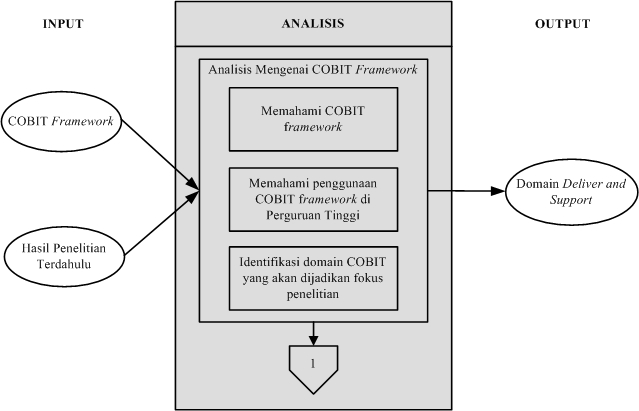 INPUT
ANALISIS
OUTPUT
Analisis Mengenai COBIT Framework
COBIT Framework
Hasil Penelitian
Terdahulu
Memahami COBIT
framework
Memahami penggunaan
COBIT framework di
Perguruan Tinggi
Identifikasi domain COBIT
yang akan dijadikan fokus
penelitian
1
Domain Deliver and
Support